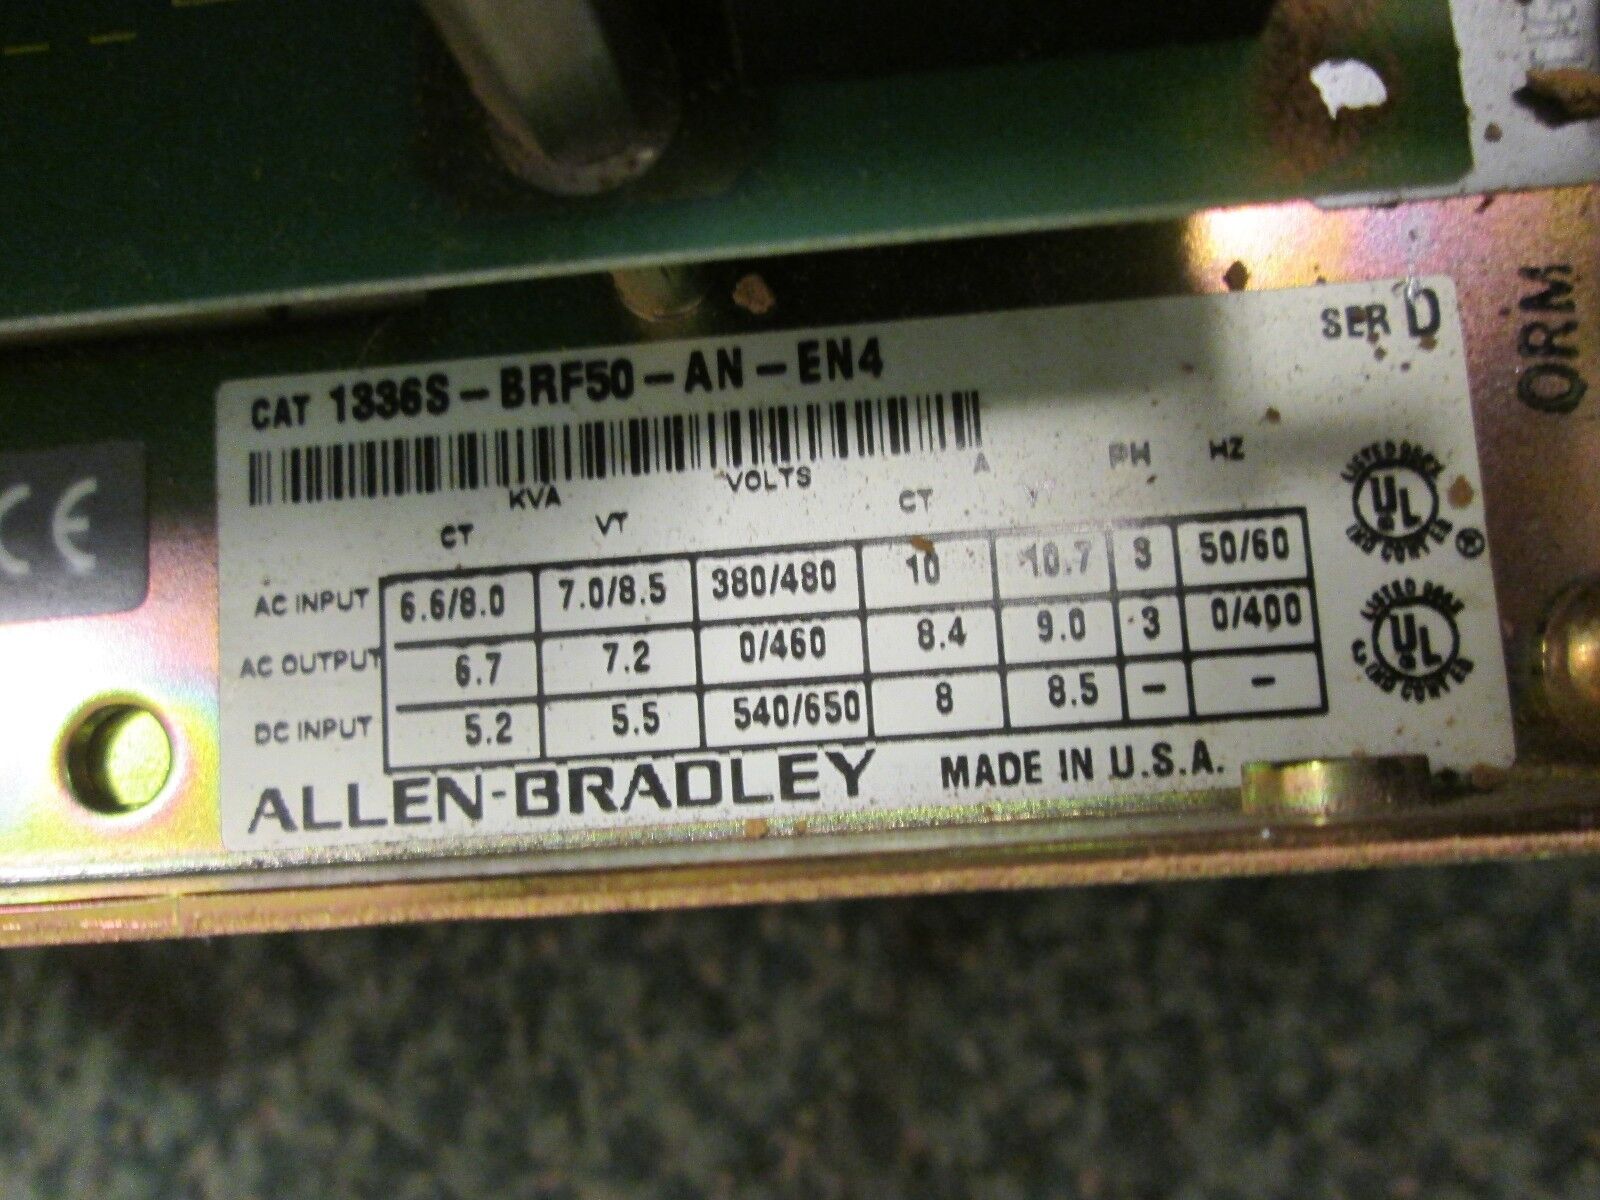 SER D
CAT 1336S-BRF50-AN-EN4
KVA VOLTS A PH HZ
CT VT CT
AC INPUT 6.6/8.0 7.0/8.5 380/480 10 10.7 3 50/60
AC OUTPUT 6.7 7.2 0/460 8.4 9.0 3 0/400
DC INPUT 5.2 5.5 540/650 8 8.5 - -
ALLEN-BRADLEY MADE IN U.S.A.
CE
LISTED
UL
®
LISTED
UL
ORM